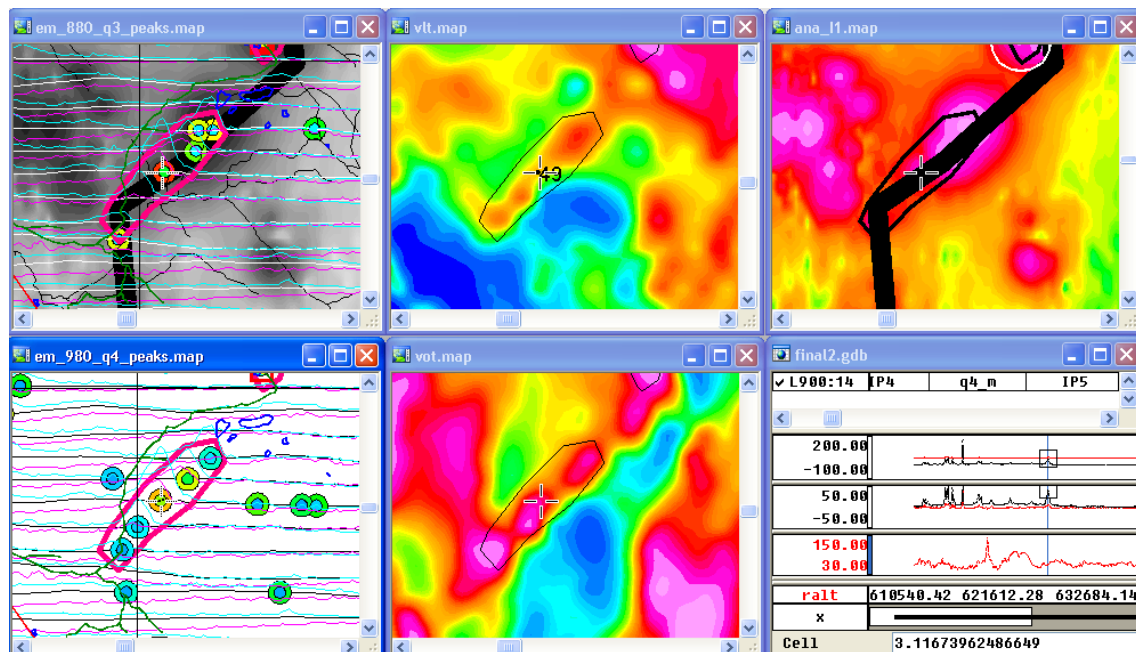 em_880_q3_peaks.map
vlt.map
ana_l1.map
43
em_980_q4_peaks.map
vot.map
final2.gdb
L900:14 IP4 q4_m IP5
200.00
-100.00
50.00
-50.00
150.00
30.00
ralt 610540.42 621612.28 632684.14
x
Cell 3.11673962486649